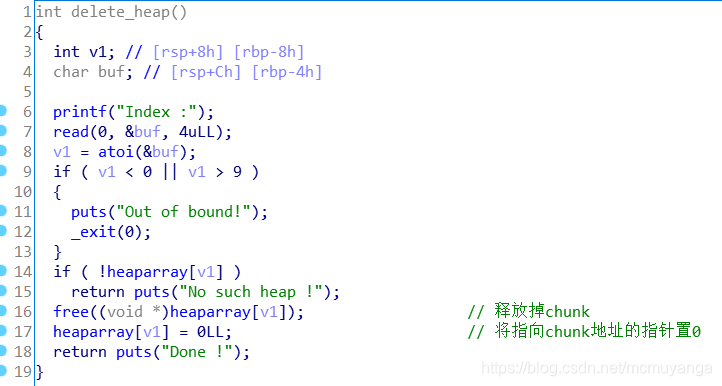 1 int delete_heap()
2 {
3 int v1; // [rsp+8h] [rbp-8h]
4 char buf; // [rsp+Ch] [rbp-4h]
5
6 printf("Index :");
7 read(0, &buf, 4uLL);
8 v1 = atoi(&buf);
9 if ( v1 < 0 || v1 > 9 )
10 {
11 puts("Out of bound!");
12 _exit(0);
13 }
14 if ( !heaparray[v1] )
15 return puts("No such heap !");
16 free((void *)heaparray[v1]); // 释放掉chunk
17 heaparray[v1] = 0LL; // 将指向chunk地址的指针置0
18 return puts("Done !");
19 }
https://blog.csdn.net/mcmuyanga